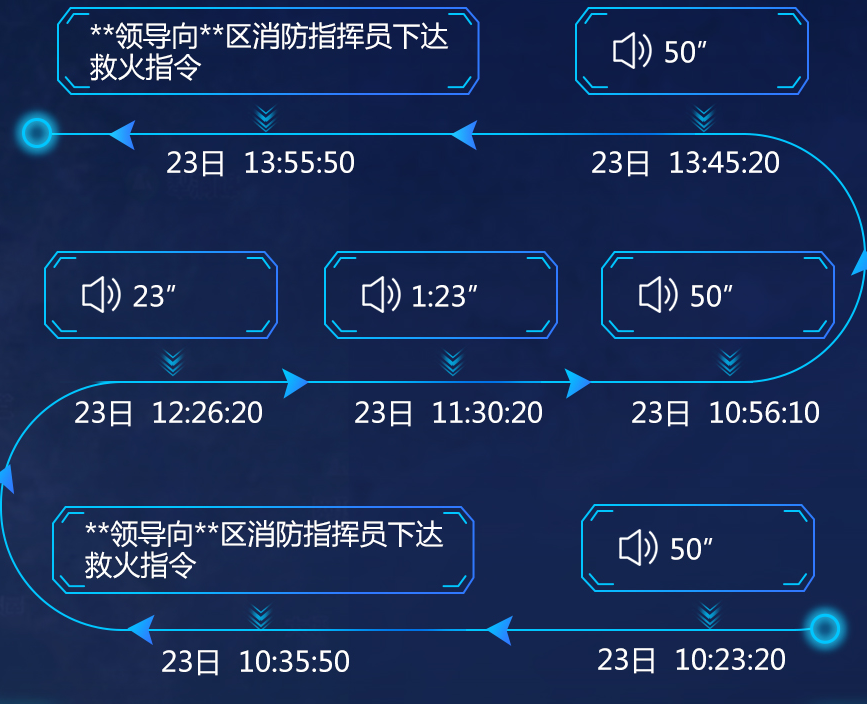 **领导向**区消防指挥员下达
救火指令
50″
23日 13:55:50
23日 13:45:20
23″
1:23″
50″
23日 12:26:20
23日 11:30:20
23日 10:56:10
**领导向**区消防指挥员下达
救火指令
50″
23日 10:35:50
23日 10:23:20